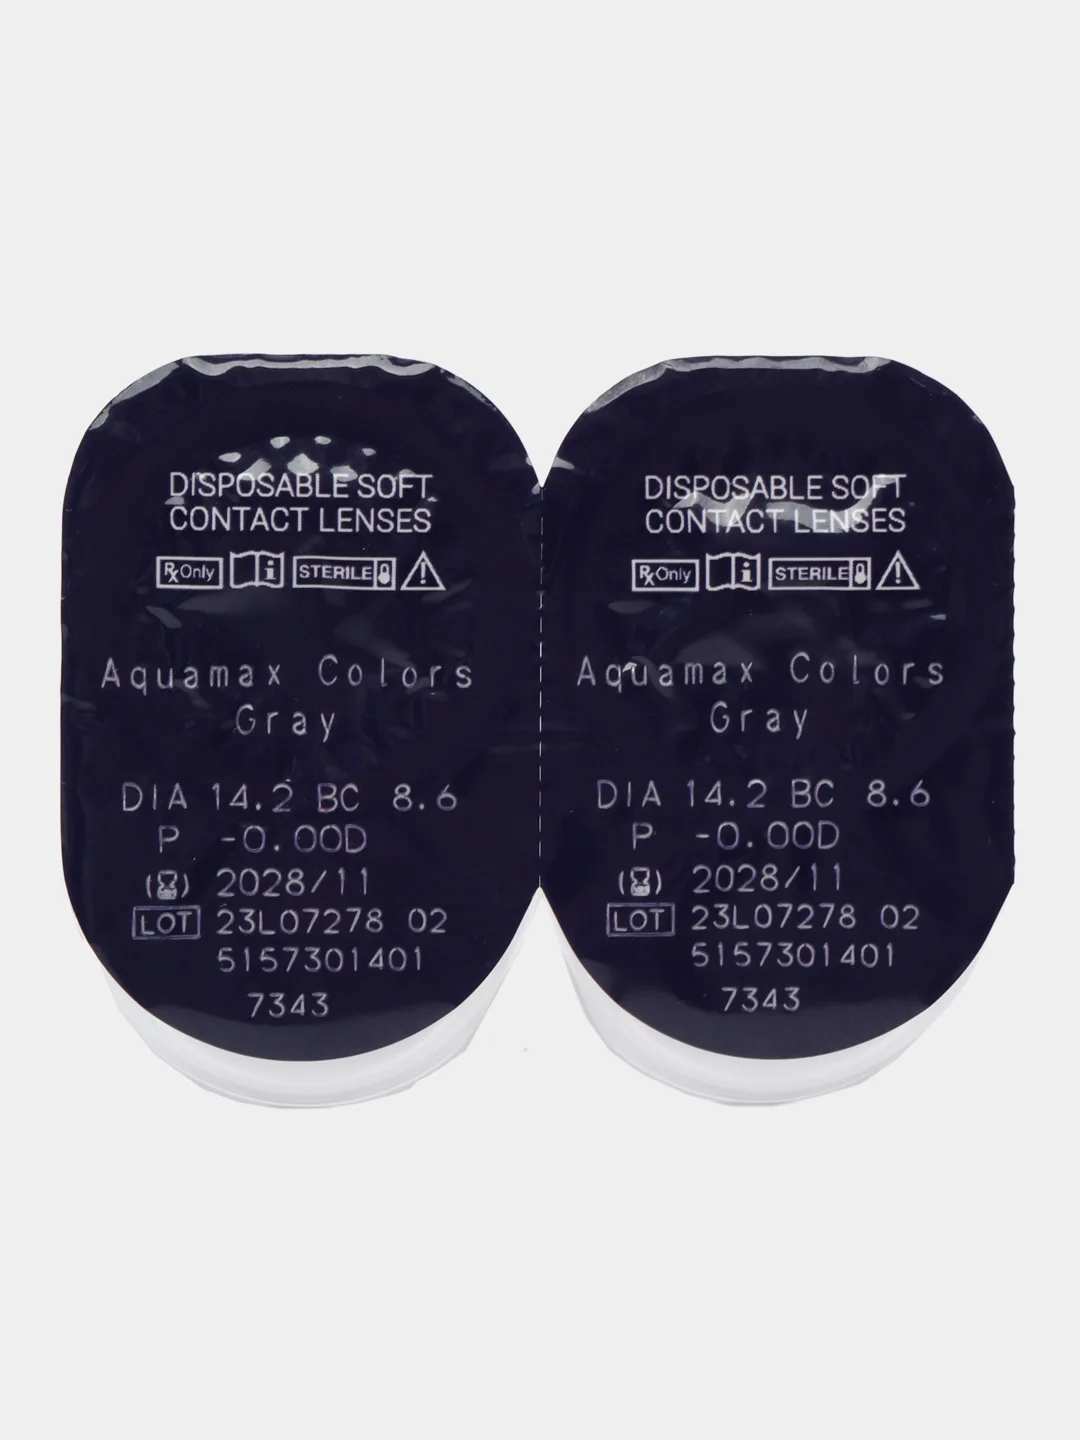 DISPOSABLE SOFT
CONTACT LENSES
Rx Only i STERILE
Aquamax Colors
Gray
DIA 14.2 BC 8.6
P -0.00D
2028/11
LOT 23L07278 02
5157301401
7343
DISPOSABLE SOFT
CONTACT LENSES
Rx Only i STERILE
Aquamax Colors
Gray
DIA 14.2 BC 8.6
P -0.00D
2028/11
LOT 23L07278 02
5157301401
7343